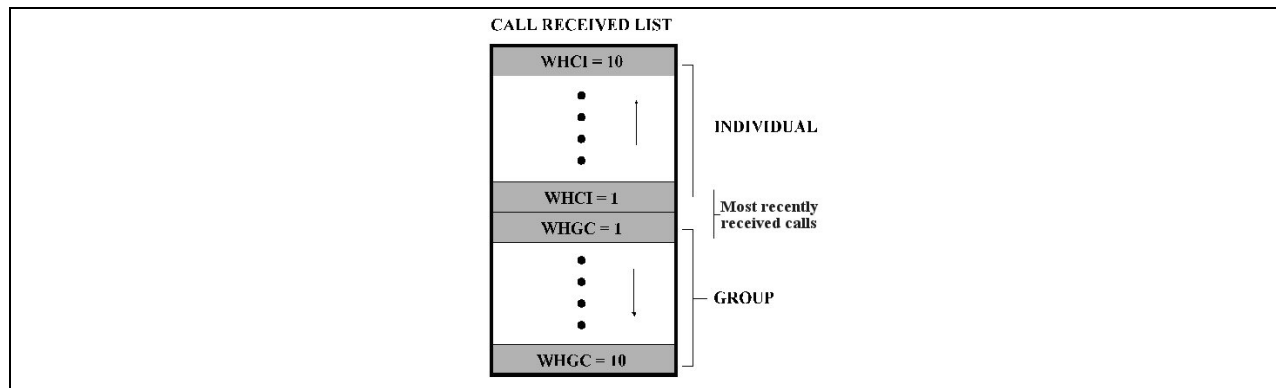 CALL RECEIVED LIST
WHCI = 10
INDIVIDUAL
WHCI = 1
Most recently
received calls
WHGC = 1
GROUP
WHGC = 10